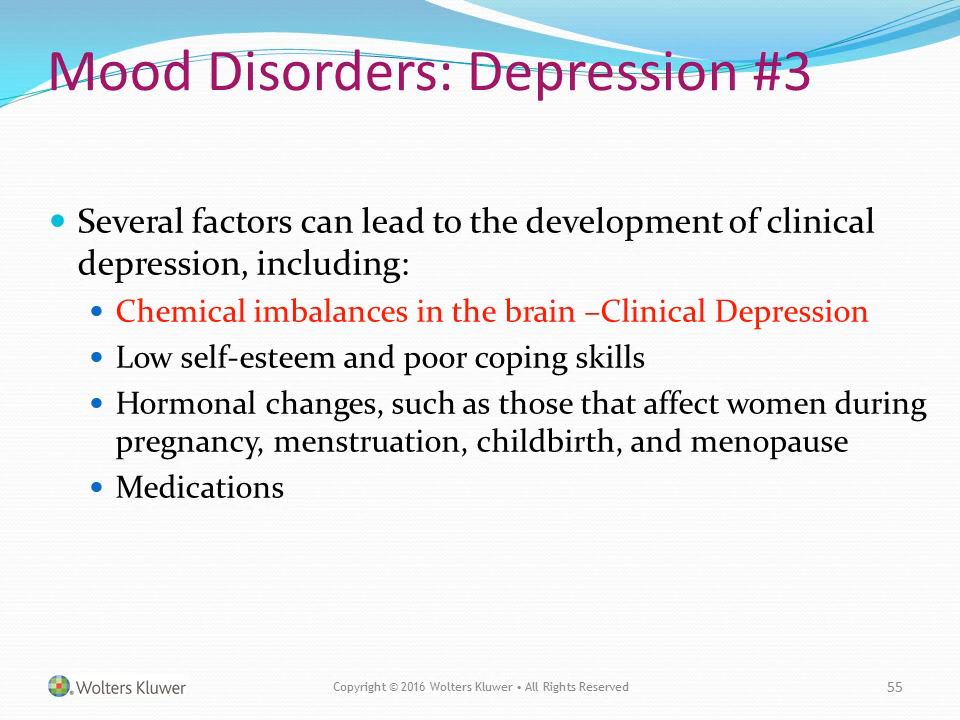 Mood Disorders: Depression #3
Several factors can lead to the development of clinical
depression, including:
Chemical imbalances in the brain –Clinical Depression
Low self-esteem and poor coping skills
Hormonal changes, such as those that affect women during
pregnancy, menstruation, childbirth, and menopause
Medications
Wolters Kluwer
Copyright © 2016 Wolters Kluwer • All Rights Reserved
55